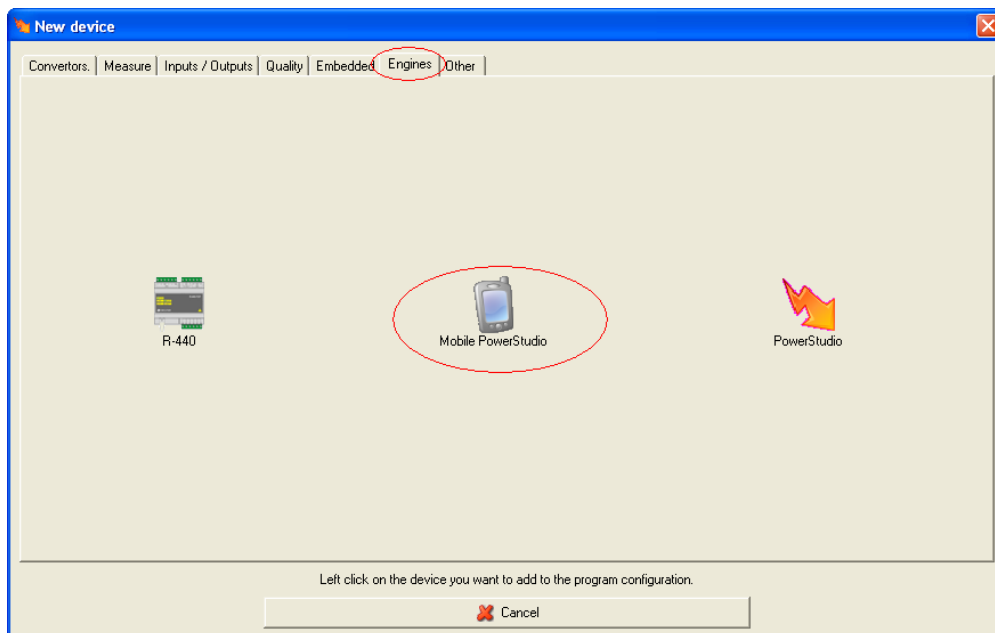 New device
Convertors. Measure Inputs / Outputs Quality Embedded Engines Other
R-440 Mobile PowerStudio PowerStudio
Left click on the device you want to add to the program configuration.
Cancel